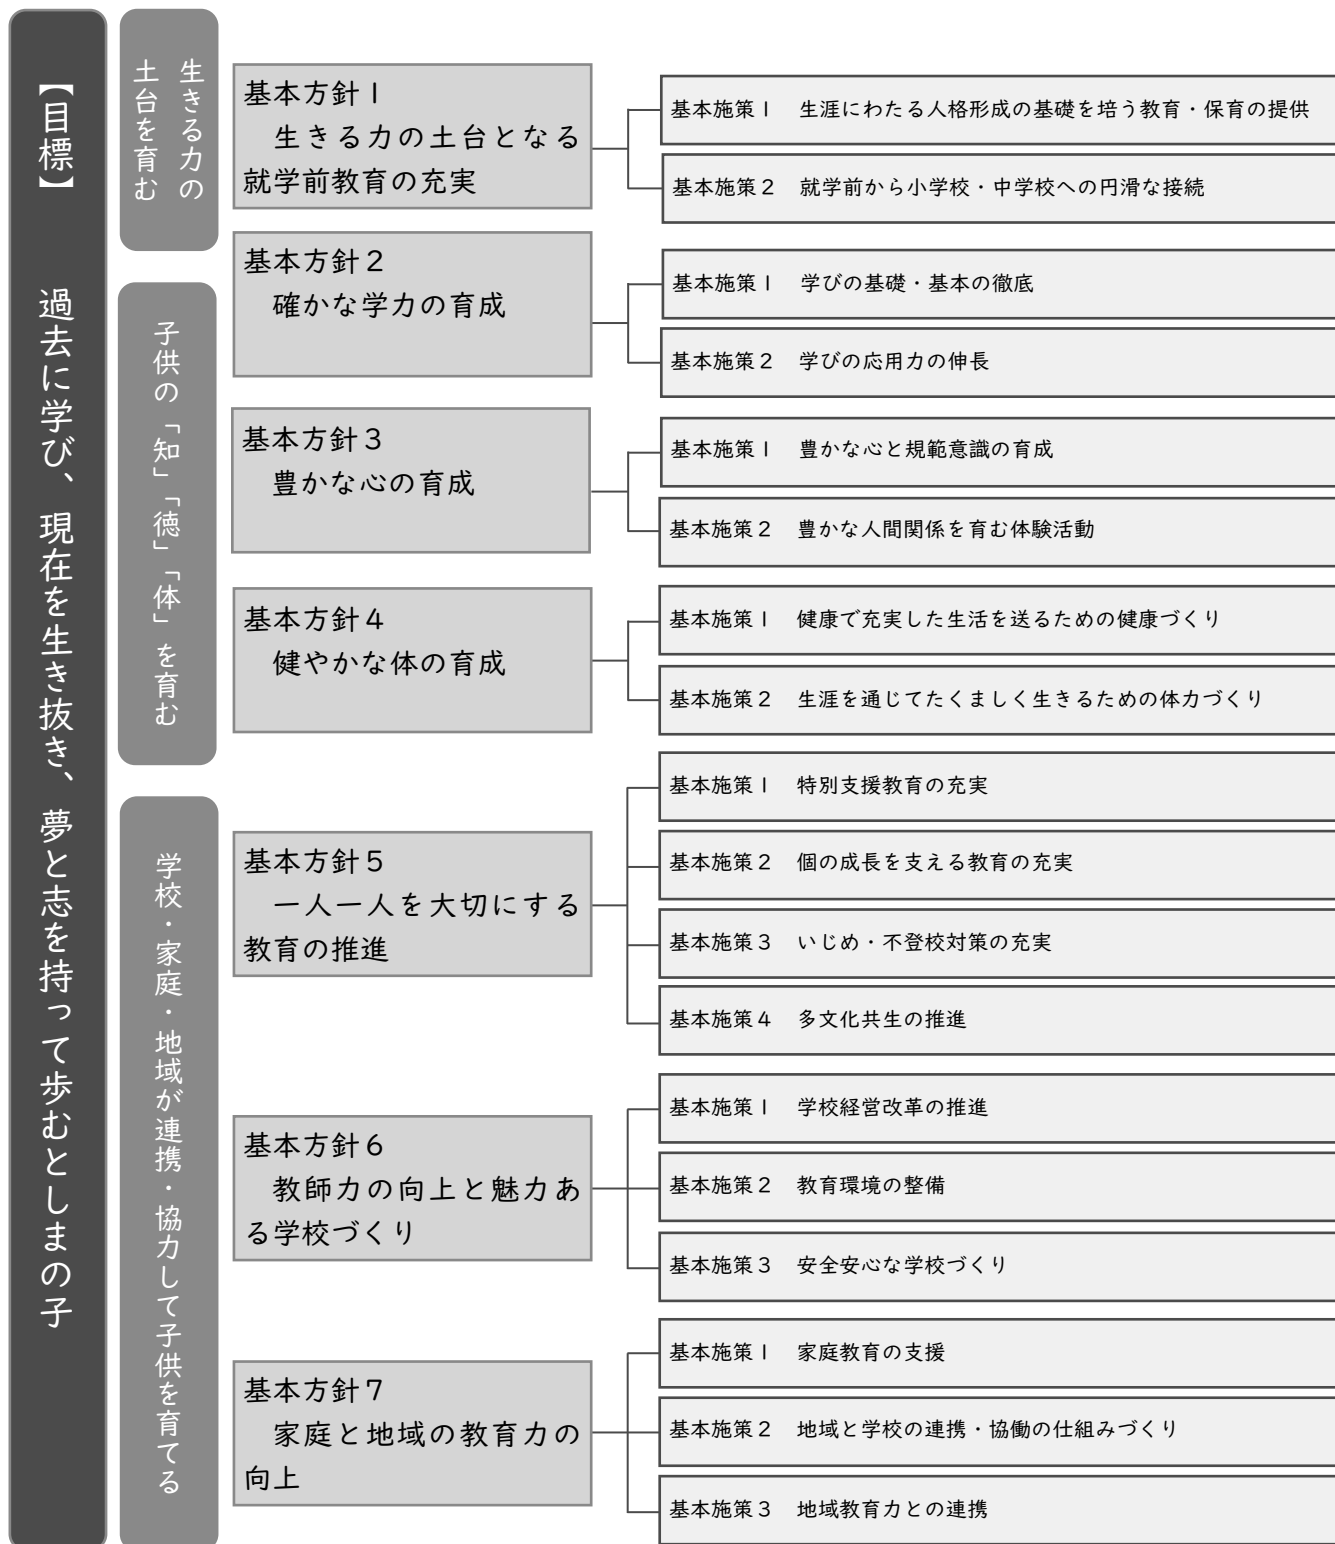 【目標】　過去に学び、現在を生き抜き、夢と志を持って歩むとしまの子
生きる力の
土台を育む
基本方針１
生きる力の土台となる
就学前教育の充実
基本施策１　生涯にわたる人格形成の基礎を培う教育・保育の提供
基本施策２　就学前から小学校・中学校への円滑な接続
子供の「知」「徳」「体」を育む
基本方針２
確かな学力の育成
基本施策１　学びの基礎・基本の徹底
基本施策２　学びの応用力の伸長
基本方針３
豊かな心の育成
基本施策１　豊かな心と規範意識の育成
基本施策２　豊かな人間関係を育む体験活動
基本方針４
健やかな体の育成
基本施策１　健康で充実した生活を送るための健康づくり
基本施策２　生涯を通じてたくましく生きるための体力づくり
学校・家庭・地域が連携・協力して子供を育てる
基本方針５
一人一人を大切にする
教育の推進
基本施策１　特別支援教育の充実
基本施策２　個の成長を支える教育の充実
基本施策３　いじめ・不登校対策の充実
基本施策４　多文化共生の推進
基本方針６
教師力の向上と魅力あ
る学校づくり
基本施策１　学校経営改革の推進
基本施策２　教育環境の整備
基本施策３　安全安心な学校づくり
基本方針７
家庭と地域の教育力の
向上
基本施策１　家庭教育の支援
基本施策２　地域と学校の連携・協働の仕組みづくり
基本施策３　地域教育力との連携